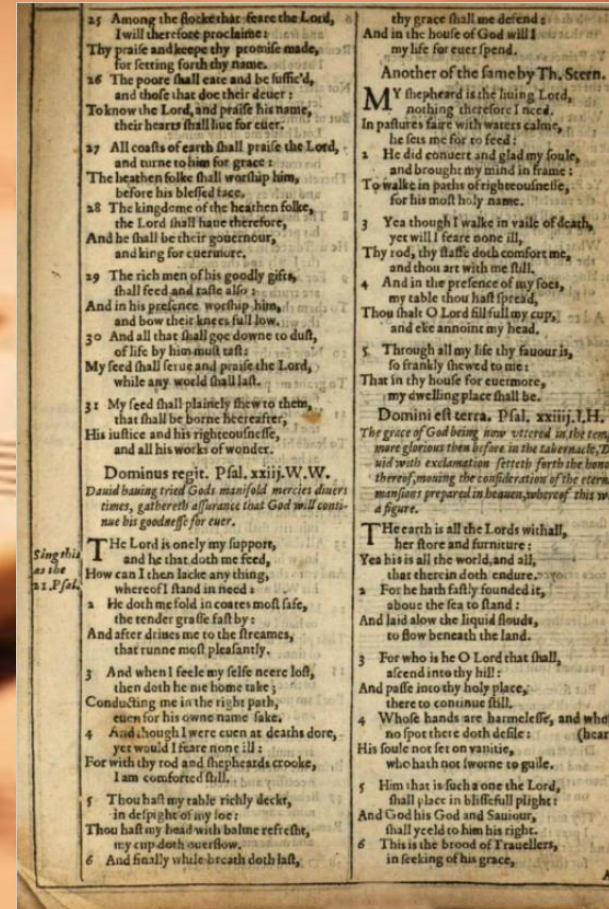 25 Among the flocke that feare the Lord,
I will therefore proclaime:
Thy praise and keepe thy promise made,
for setting forth thy name.
26 The poore shall eate and be suffic'd,
and those that doe their deuer:
To know the Lord, and praise his name,
their hearts shall liue for euer.
27 All coasts of earth shall praise the Lord,
and turne to him for grace:
The heathen folke shall worship him,
before his blessed face.
28 The kingdome of the heathen folke,
the Lord shall haue therefore,
And he shall be their gouernour,
and king for euermore.
29 The rich men of his goodly gifts,
shall feed and taste also:
And in his presence worship him,
and bow their knees full low.
30 And all that shall goe downe to dust,
of life by him must tast:
My seed shall serue and praise the Lord,
while any world shall last.
31 My seed shall plainely shew to them,
that shall be borne hereafter,
His iustice and his righteousnesse,
and all his works of wonder.
Dominus regit. Psal. xxiij. W.W.
Dauid hauing tried Gods manifold mercies diuers
times, gathereth assurance that God will conti-
nue his goodnesse for euer.
Sing this
as the
21. Psal.
THe Lord is onely my support,
and he that doth me feed,
How can I then lacke any thing,
whereof I stand in need:
2 He doth me fold in coates most safe,
the tender grasse fast by:
And after driues me to the streames,
that runne most pleasantly.
3 And when I feele my selfe neere lost,
then doth he me home take;
Conducting me in the right path,
euen for his owne name sake.
4 And though I were euen at deaths dore,
yet would I feare none ill:
For with thy rod and shepheards crooke,
I am comforted still.
5 Thou hast my table richly deckt,
in despight of my foe:
Thou hast my head with balme refresht,
my cup doth ouerflow.
6 And finally while breath doth last,
thy grace shall me defend:
And in the house of God will I
my life for euer spend.
Another of the same by Th. Stern.
MY shepheard is the liuing Lord,
nothing therefore I need.
In pastures faire with waters calme,
he sets me for to feed:
2 He did conuert and glad my soule,
and brought my mind in frame:
To walke in paths of righteousnesse,
for his most holy name.
3 Yea though I walke in vaile of death,
yet will I feare none ill,
Thy rod, thy staffe doth comfort me,
and thou art with me still.
4 And in the presence of my foes,
my table thou hast spread,
Thou shalt O Lord fill full my cup,
and eke annoint my head.
5 Through all my life thy fauour is,
so frankly shewed to me:
That in thy house for euermore,
my dwelling place shall be.
Domini est terra. Psal. xxiiij. I.H.
The grace of God being now vttered in the tem
more glorious then before in the tabernacle, D
uid with exclamation setteth forth the hono
thereof, mouing the consideration of the etern
mansions prepared in heauen, whereof this w
a figure.
THe earth is all the Lords withall,
her store and furniture:
Yea his is all the world, and all,
that therein doth endure.
2 For he hath fastly founded it,
aboue the sea to stand:
And laid alow the liquid flouds,
to flow beneath the land.
3 For who is he O Lord that shall,
ascend into thy hill:
And passe into thy holy place,
there to continue still.
4 Whose hands are harmelesse, and who
no spot there doth defile: (hear
His soule not set on vanitie,
who hath not sworne to guile.
5 Him that is such a one the Lord,
shall place in blissefull plight:
And God his God and Sauiour,
shall yeeld to him his right.
6 This is the brood of Trauellers,
in seeking of his grace,